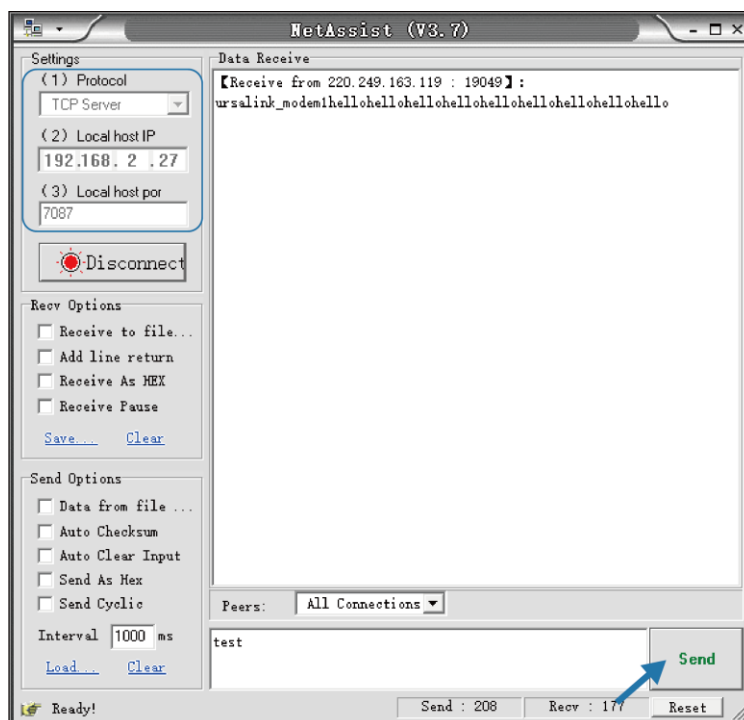 NetAssist (V3.7)
Settings
(1) Protocol
TCP Server
(2) Local host IP
192.168. 2 .27
(3) Local host por
7087
Disconnect
Recv Options
Receive to file...
Add line return
Receive As HEX
Receive Pause
Save... Clear
Send Options
Data from file ...
Auto Checksum
Auto Clear Input
Send As Hex
Send Cyclic
Interval 1000 ms
Load... Clear
Data Receive
【Receive from 220.249.163.119 : 19049】:
ursalink_modem1hellohellohellohellohellohellohellohellohello
Peers: All Connections
test
Send
Ready!
Send : 208
Recv : 177
Reset